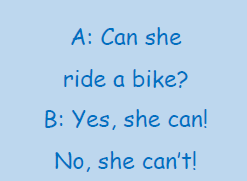 A: Can she
ride a bike?
B: Yes, she can!
No, she can't!